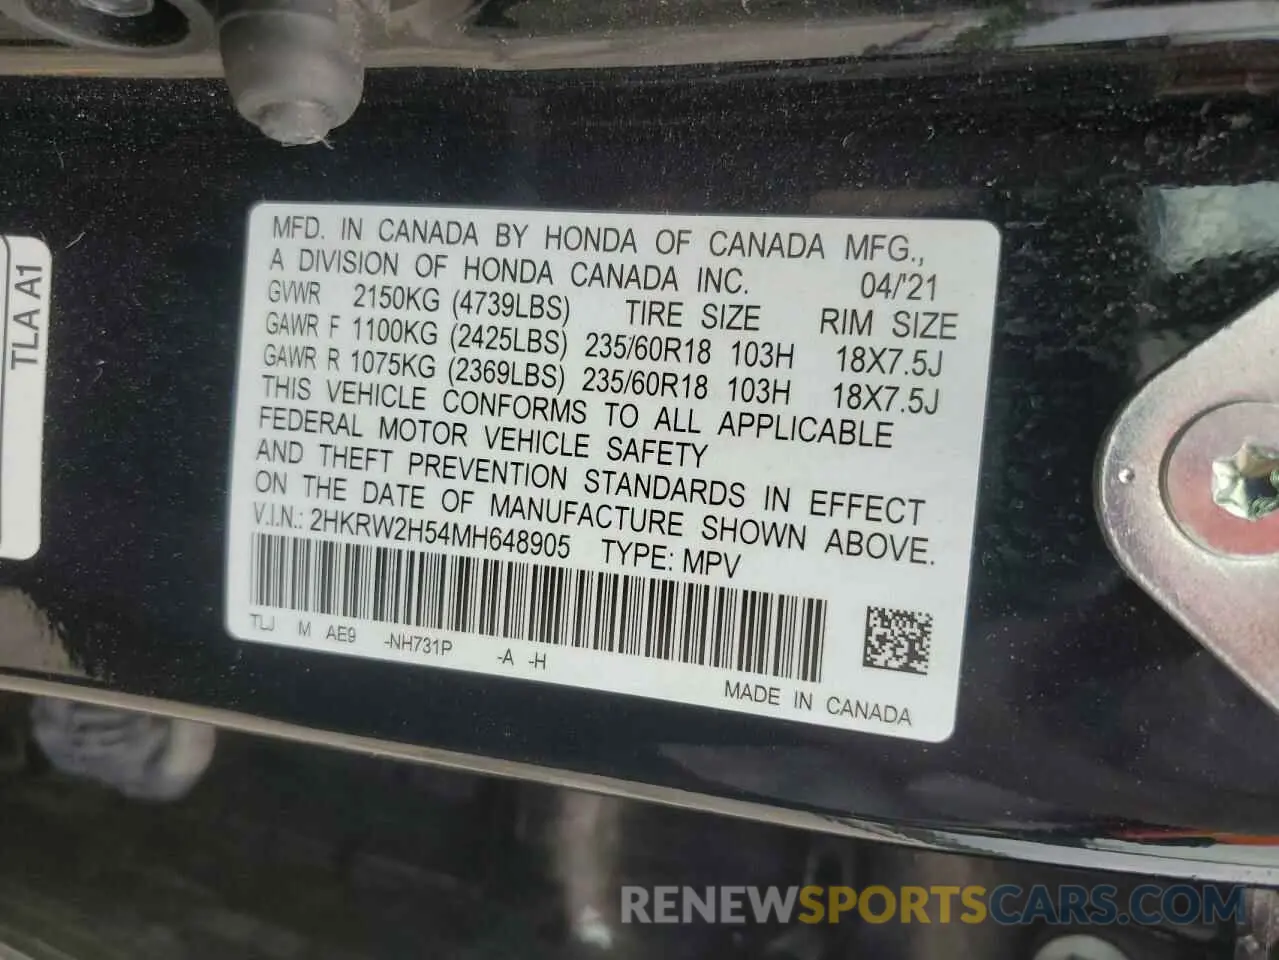 MFD. IN CANADA BY HONDA OF CANADA MFG.,
A DIVISION OF HONDA CANADA INC. 04/'21
GVWR 2150KG (4739LBS) TIRE SIZE RIM SIZE
GAWR F 1100KG (2425LBS) 235/60R18 103H 18X7.5J
GAWR R 1075KG (2369LBS) 235/60R18 103H 18X7.5J
THIS VEHICLE CONFORMS TO ALL APPLICABLE
FEDERAL MOTOR VEHICLE SAFETY
AND THEFT PREVENTION STANDARDS IN EFFECT
ON THE DATE OF MANUFACTURE SHOWN ABOVE.
V.I.N.: 2HKRW2H54MH648905 TYPE: MPV
TLJ M AE9 -NH731P -A -H
MADE IN CANADA
TLA A1
RENEWSPORTSCARS.COM